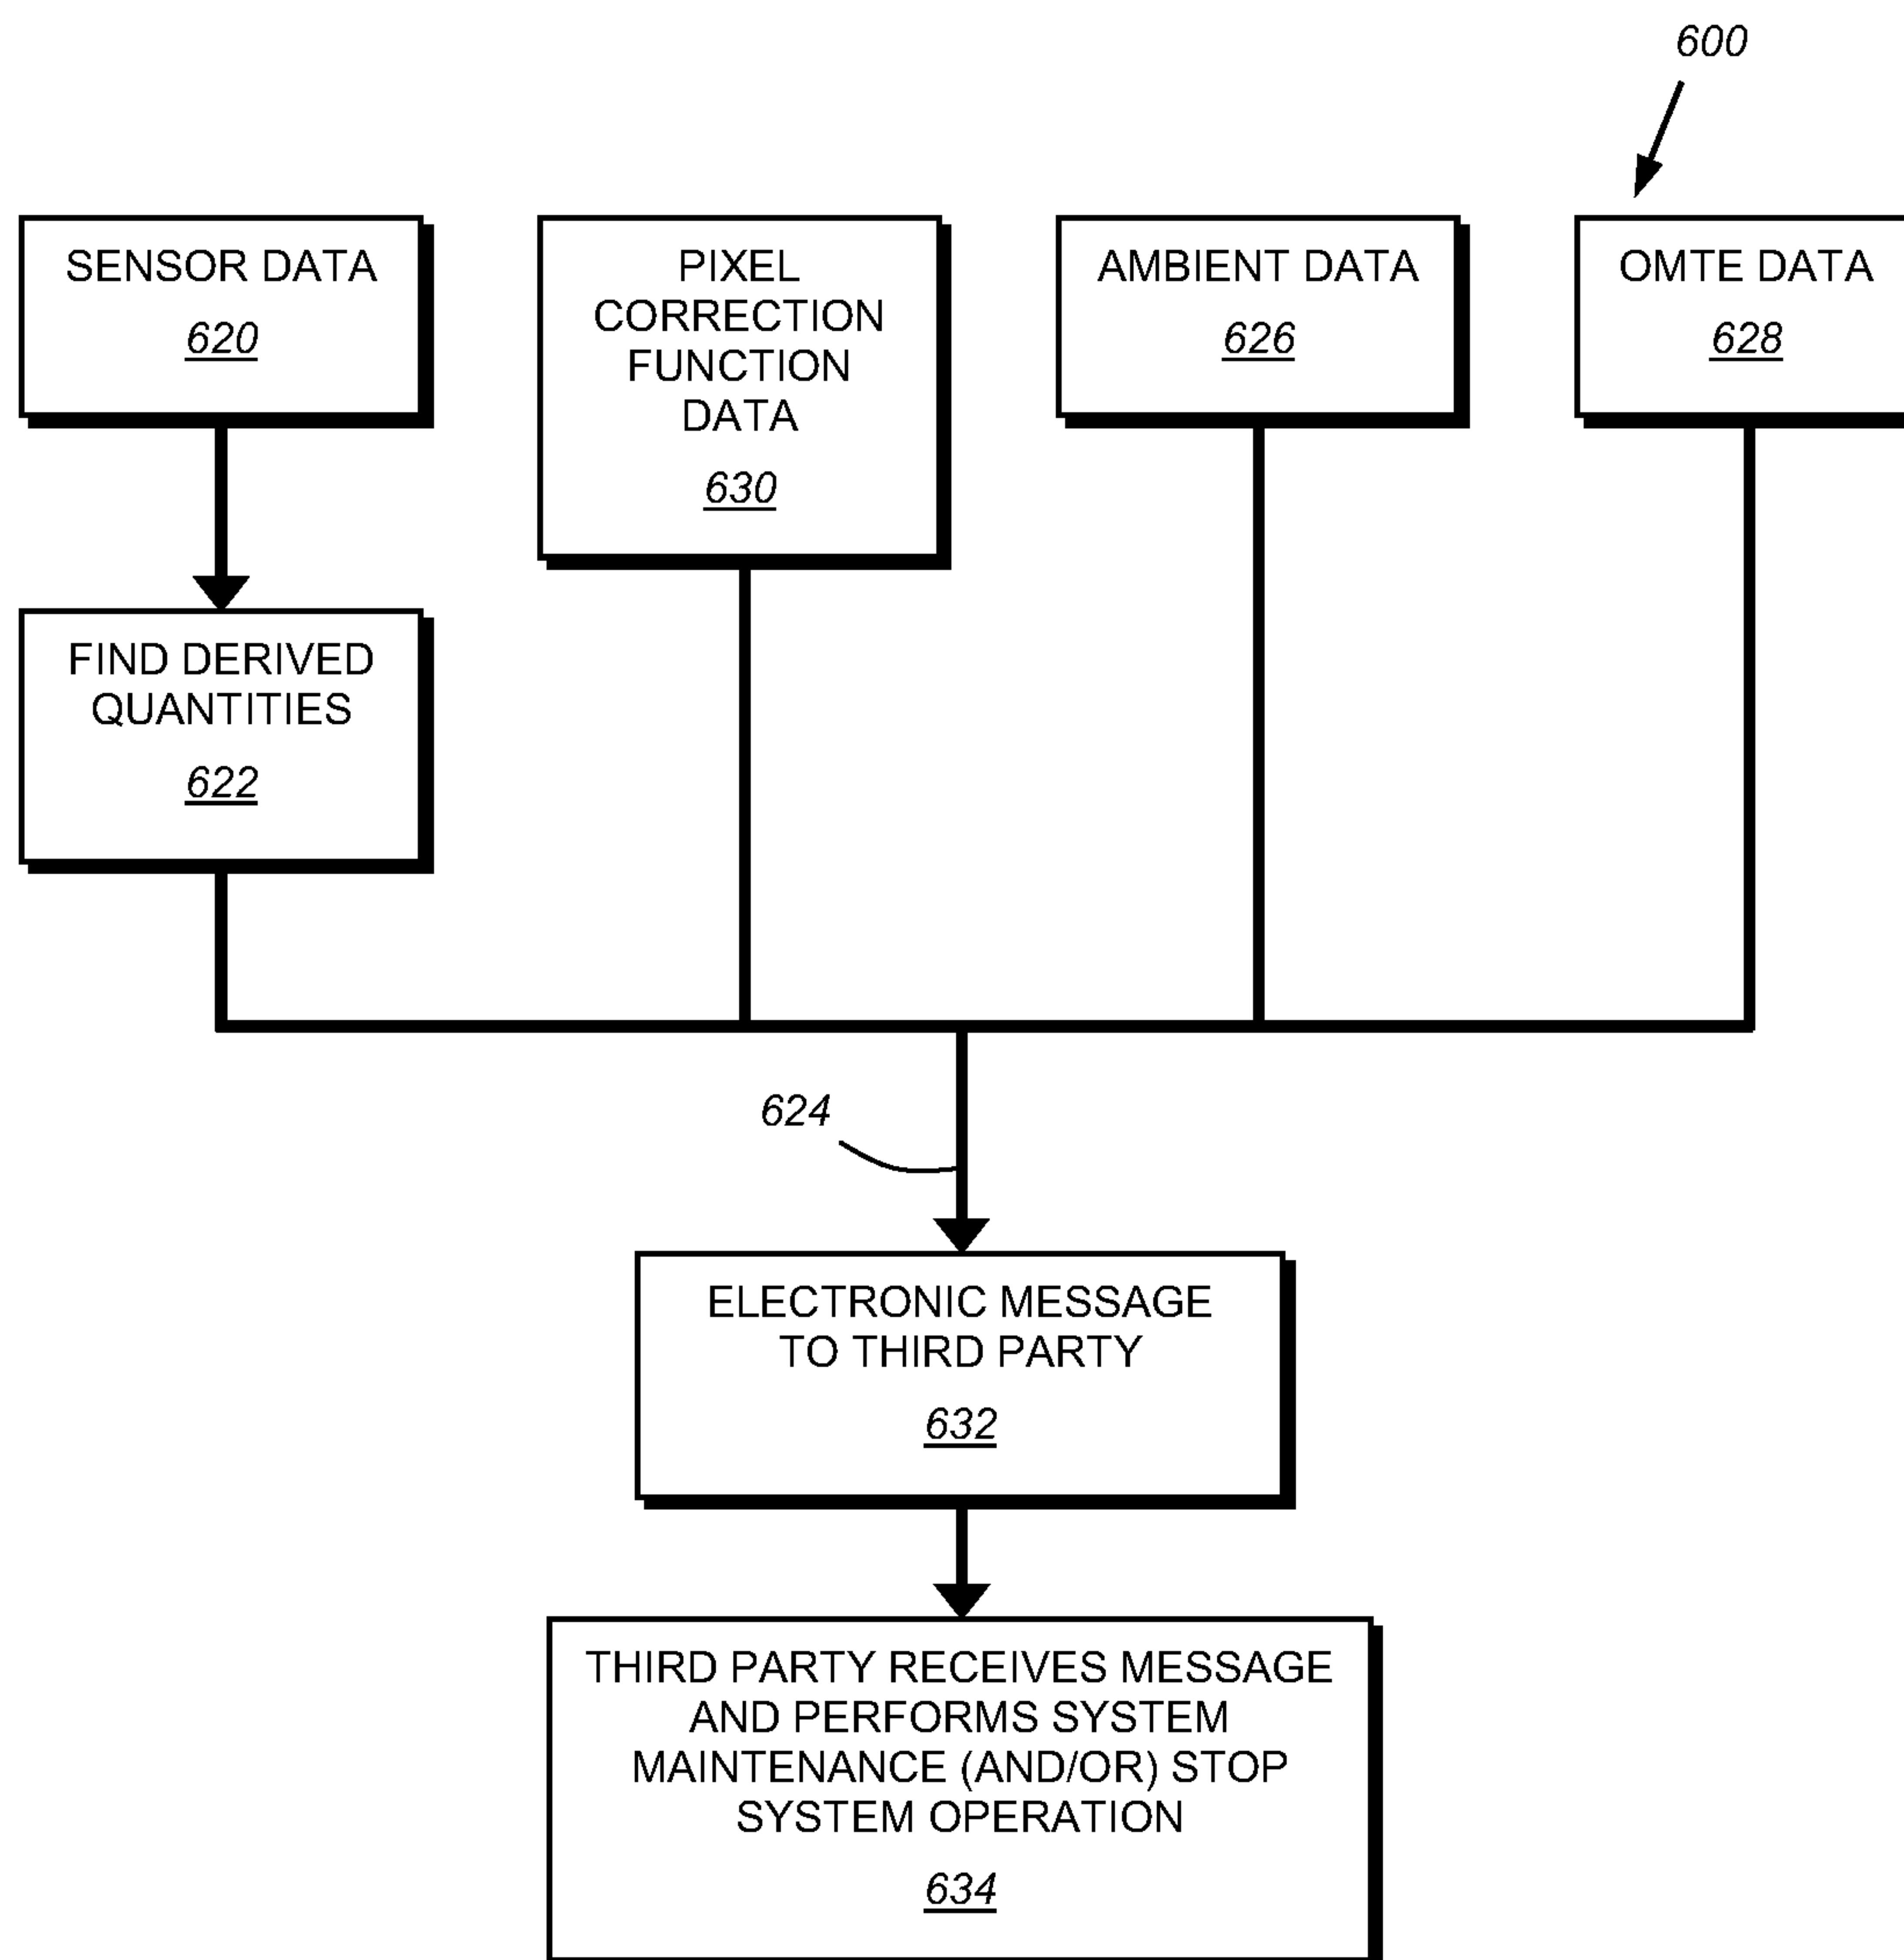 600
SENSOR DATA
620
PIXEL
CORRECTION
FUNCTION
DATA
630
AMBIENT DATA
626
OMTE DATA
628
FIND DERIVED
QUANTITIES
622
624
ELECTRONIC MESSAGE
TO THIRD PARTY
632
THIRD PARTY RECEIVES MESSAGE
AND PERFORMS SYSTEM
MAINTENANCE (AND/OR) STOP
SYSTEM OPERATION
634